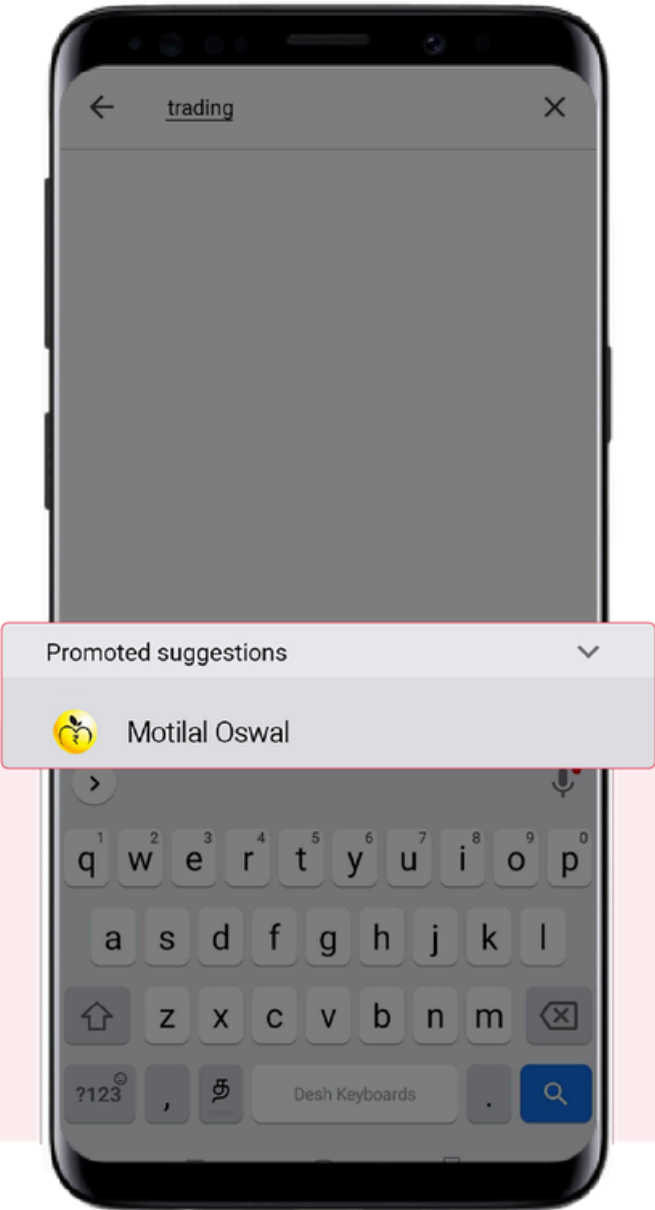 trading
Promoted suggestions
Motilal Oswal
₹
1 2 3 4 5 6 7 8 9 0
q w e r t y u i o p
a s d f g h j k l
z x c v b n m
?123 , த Desh Keyboards .